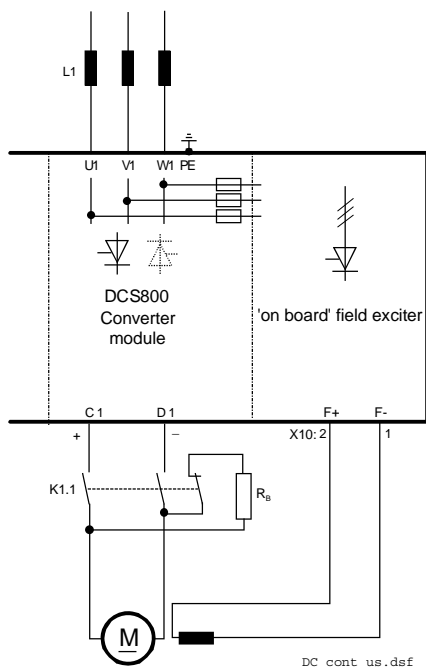 L1
U1 V1 W1 PE
DCS800
Converter
module
'on board' field exciter
C 1 D 1 F+ F-
+ − X10: 2 1
K1.1
RB
M
DC cont us.dsf